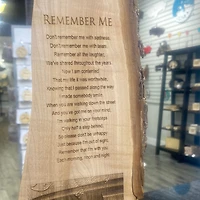 REMEMBER ME
Don't remember me with sadness,
Don't remember me with tears,
Remember all the laughter,
We've shared throughout the years.
Now I am contented
That my life it was worthwhile,
Knowing that I passed along the way
I made somebody smile.
When you are walking down the street
And you've got me on your mind,
I'm walking in your footsteps
Only half a step behind.
So please don't be unhappy
Just because I'm out of sight,
Remember that I'm with you
Each morning, noon and night.